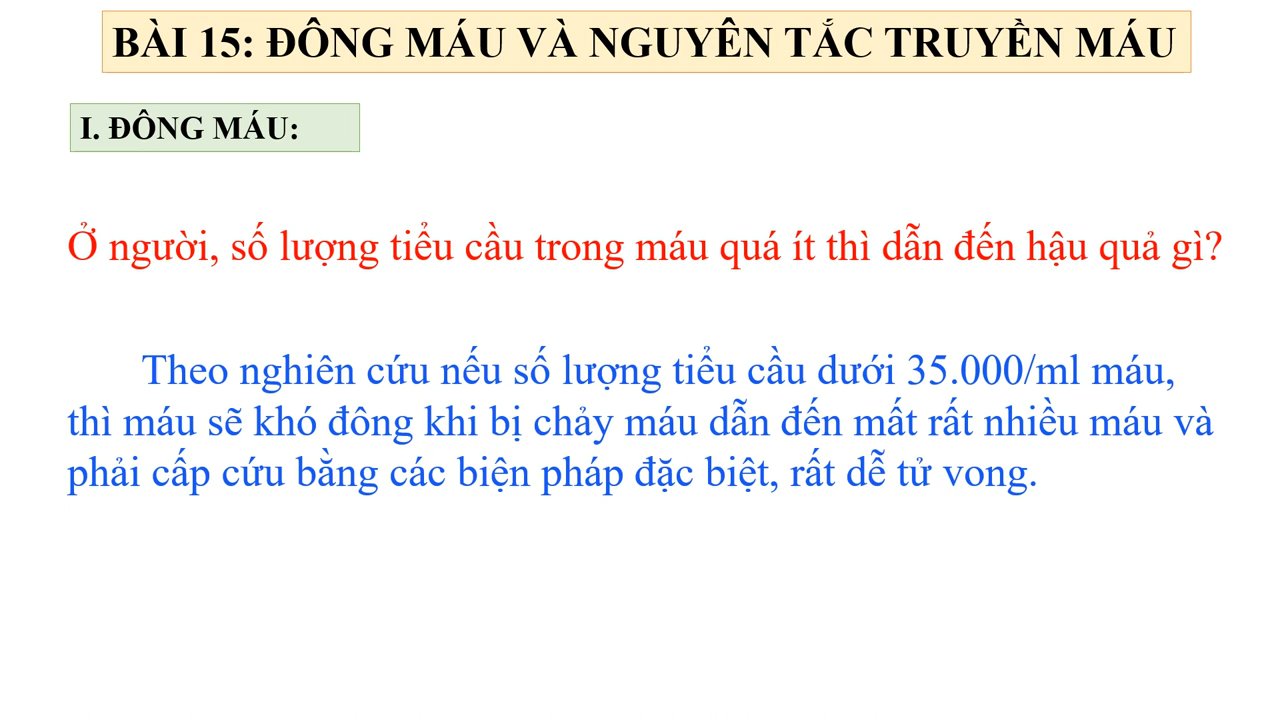 BÀI 15: ĐÔNG MÁU VÀ NGUYÊN TẮC TRUYỀN MÁU
I. ĐÔNG MÁU:
Ở người, số lượng tiểu cầu trong máu quá ít thì dẫn đến hậu quả gì?
Theo nghiên cứu nếu số lượng tiểu cầu dưới 35.000/ml máu,
thì máu sẽ khó đông khi bị chảy máu dẫn đến mất rất nhiều máu và
phải cấp cứu bằng các biện pháp đặc biệt, rất dễ tử vong.